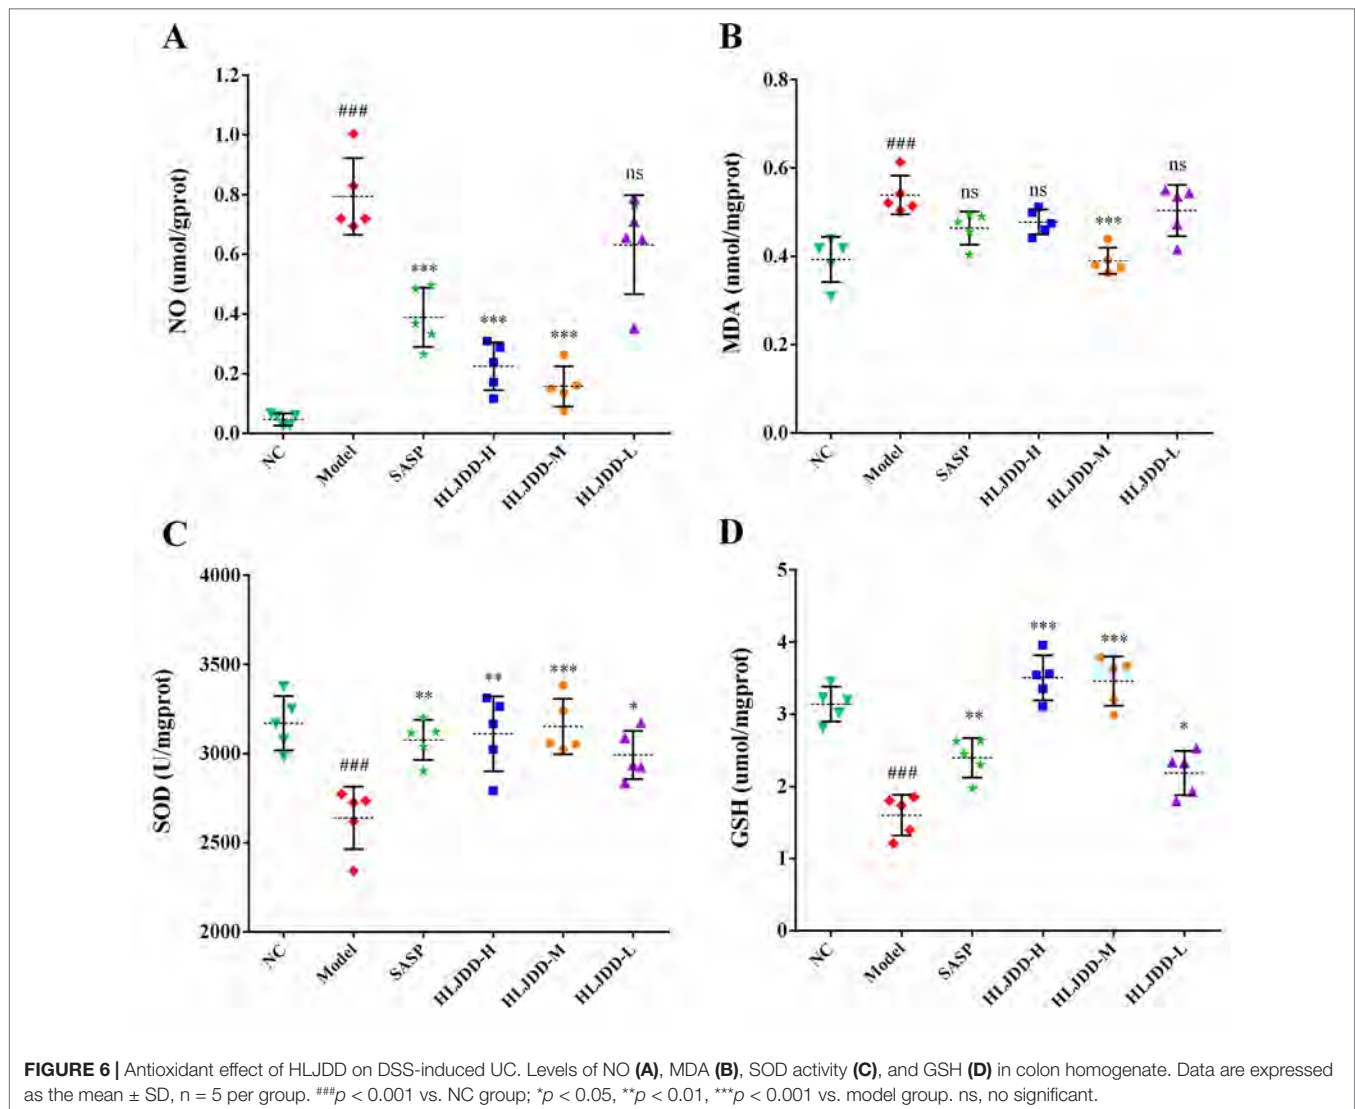 A
NO (umol/gprot)
1.2
1.0
0.8
0.6
0.4
0.2
0.0
###
***
***
***
ns
NC
Model
SASP
HLJDD-H
HLJDD-M
HLJDD-L
B
MDA (nmol/mgprot)
0.8
0.6
0.4
0.2
0.0
###
ns
ns
***
ns
NC
Model
SASP
HLJDD-H
HLJDD-M
HLJDD-L
C
SOD (U/mgprot)
4000
3500
3000
2500
2000
###
**
**
***
*
NC
Model
SASP
HLJDD-H
HLJDD-M
HLJDD-L
D
GSH (umol/mgprot)
5
4
3
2
1
0
###
**
***
***
*
NC
Model
SASP
HLJDD-H
HLJDD-M
HLJDD-L
FIGURE 6 | Antioxidant effect of HLJDD on DSS-induced UC. Levels of NO (A), MDA (B), SOD activity (C), and GSH (D) in colon homogenate. Data are expressed
as the mean ± SD, n = 5 per group. ###p < 0.001 vs. NC group; *p < 0.05, **p < 0.01, ***p < 0.001 vs. model group. ns, no significant.